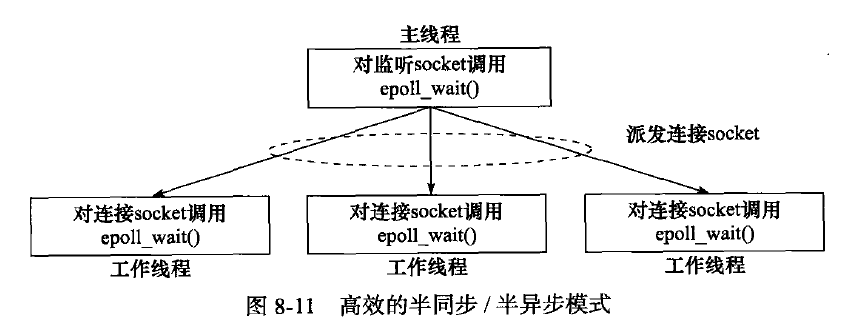 主线程
对监听socket调用
epoll_wait()
派发连接socket
对连接socket调用
epoll_wait()
工作线程
对连接socket调用
epoll_wait()
工作线程
对连接socket调用
epoll_wait()
工作线程
图 8-11 高效的半同步/半异步模式